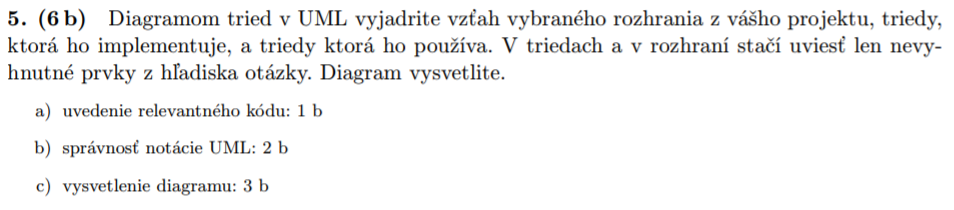 5. (6 b) Diagramom tried v UML vyjadrite vzťah vybraného rozhrania z vášho projektu, triedy,
ktorá ho implementuje, a triedy ktorá ho používa. V triedach a v rozhraní stačí uviesť len nevy-
hnutné prvky z hľadiska otázky. Diagram vysvetlite.
a) uvedenie relevantného kódu: 1 b
b) správnosť notácie UML: 2 b
c) vysvetlenie diagramu: 3 b